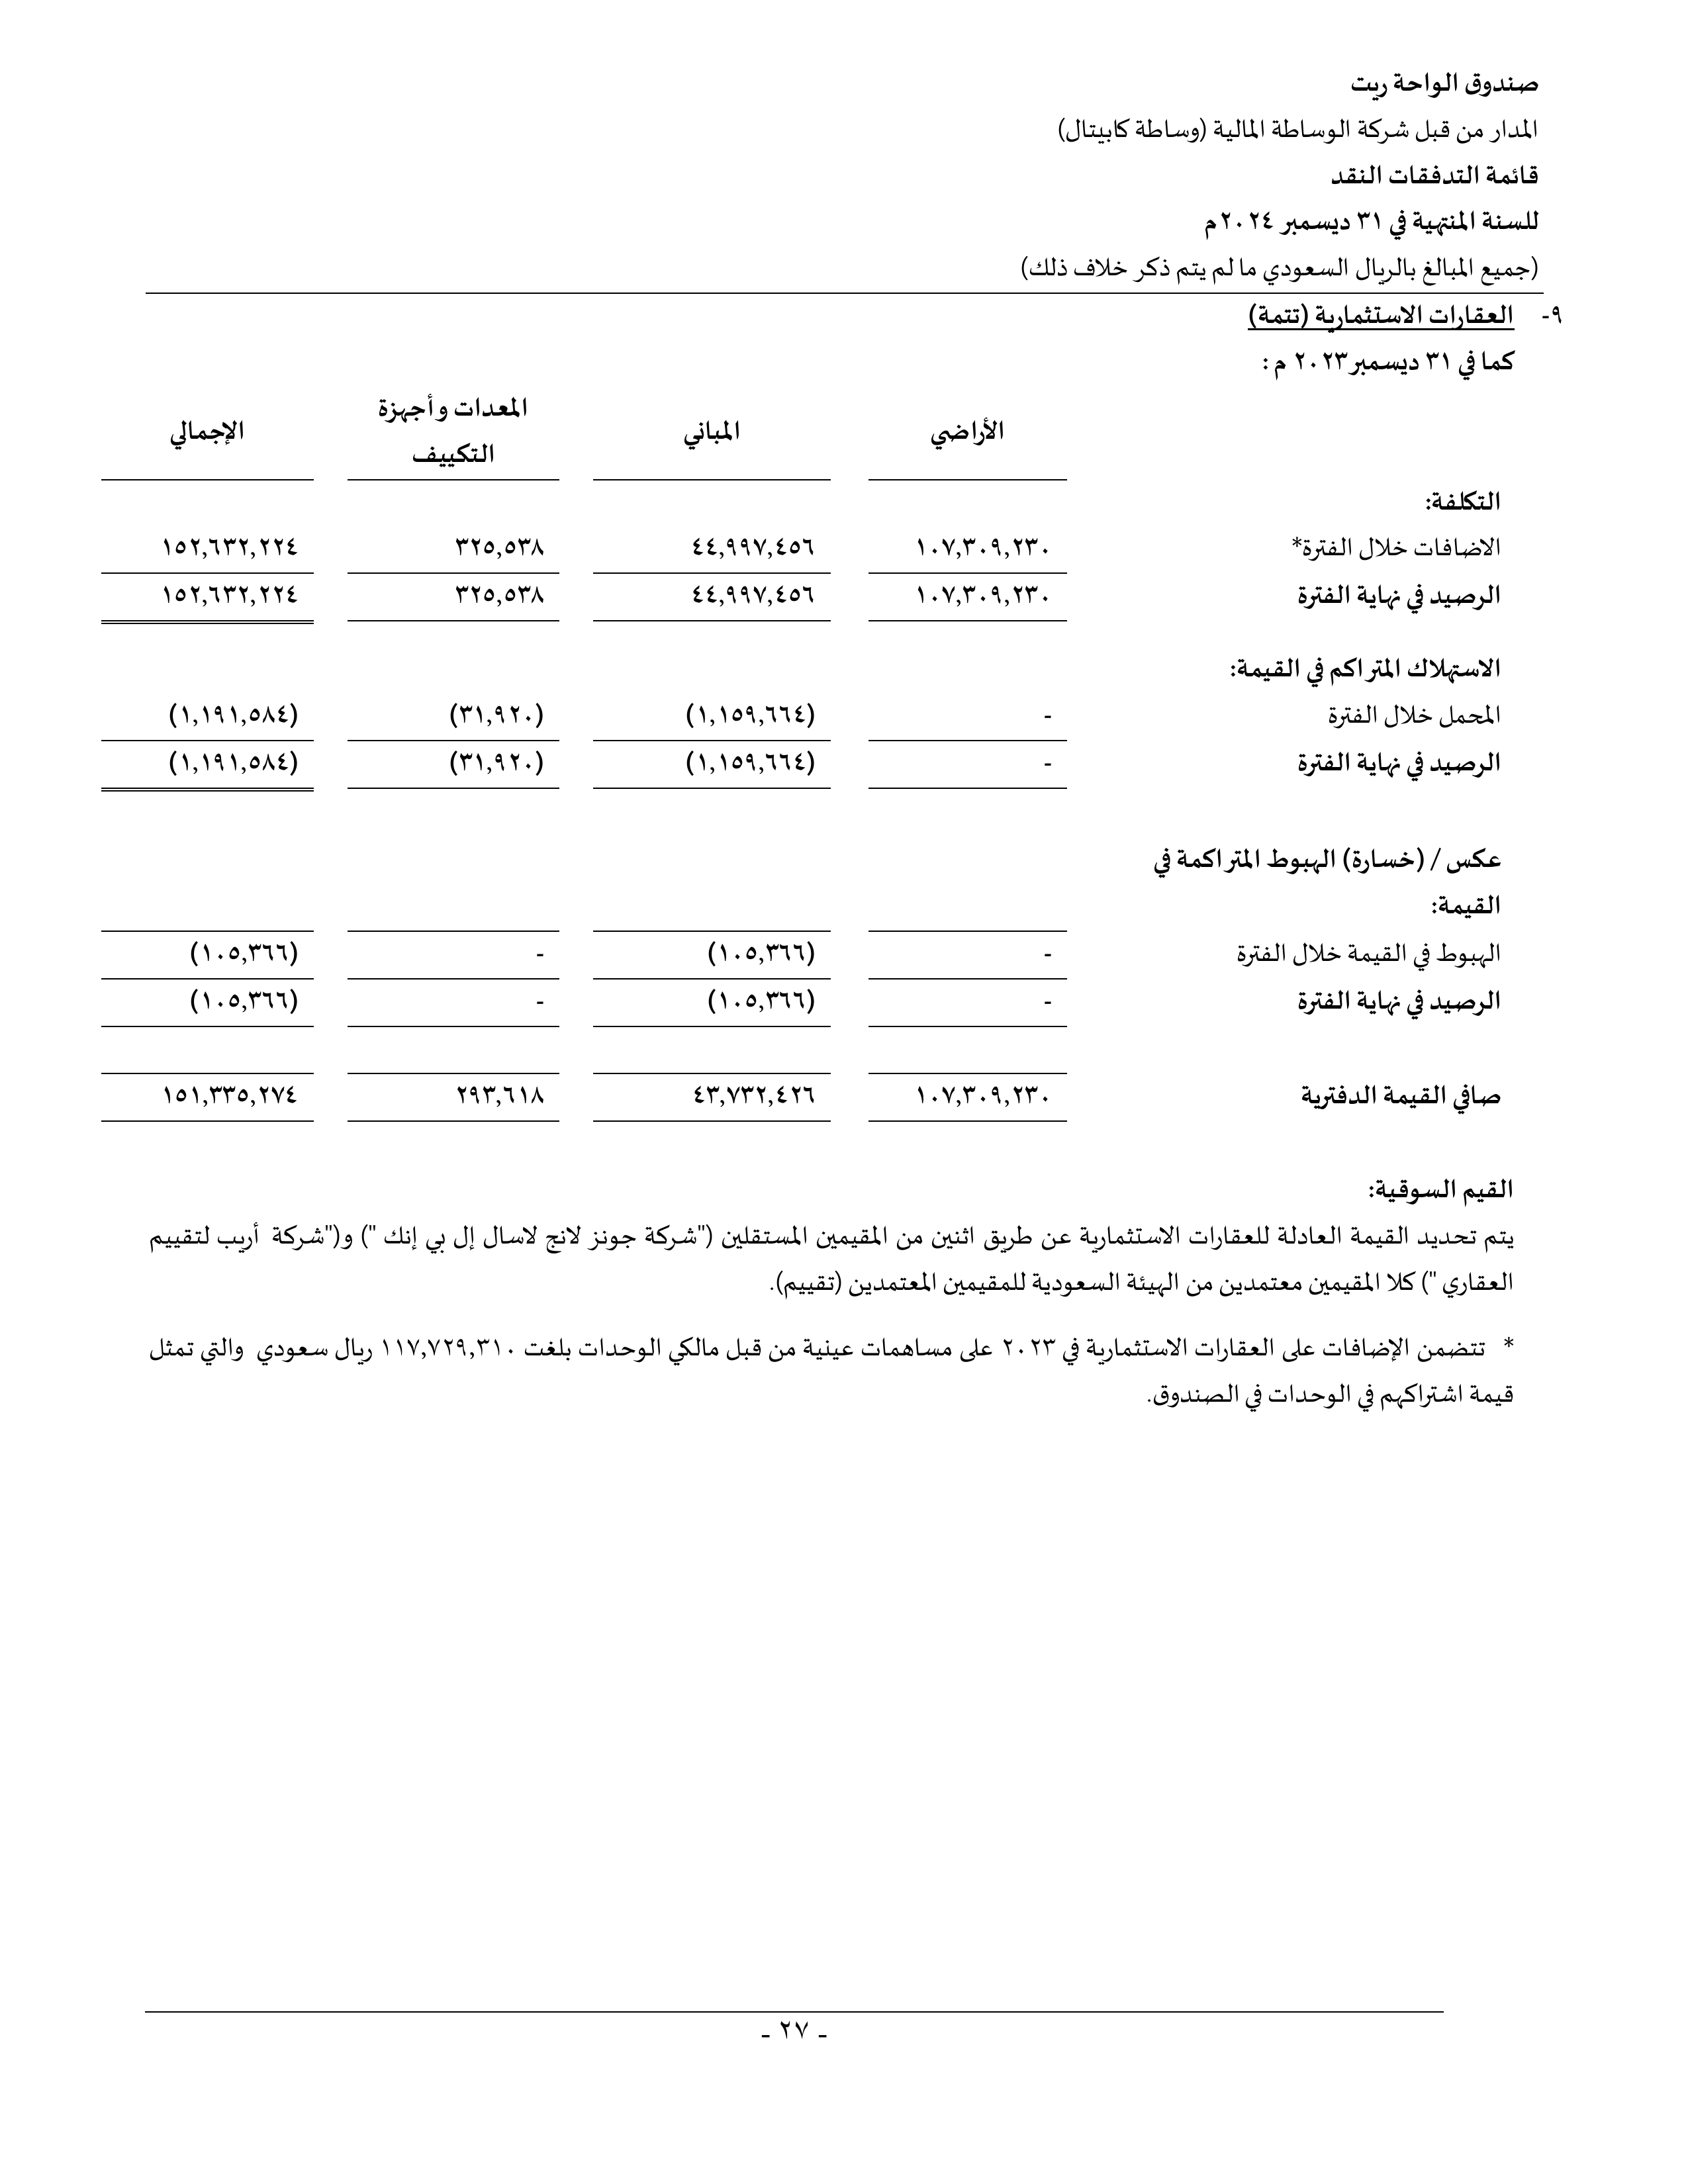 صندوق الواحة ريت
المدار من قبل شركة الوساطة المالية (وساطة كابيتال)
قائمة التدفقات النقد
للسنة المنتهية في ٣١ ديسمبر ٢٠٢٤م
(جميع المبالغ بالريال السعودي ما لم يتم ذكر خلاف ذلك)
٩- العقارات الاستثمارية (تتمة)
كما في ٣١ ديسمبر٢٠٢٣ م :
الأراضي المباني المعدات وأجهزة التكييف الإجمالي
التكلفة:
الاضافات خلال الفترة* ١٠٧,٣٠٩,٢٣٠ ٤٤,٩٩٧,٤٥٦ ٣٢٥,٥٣٨ ١٥٢,٦٣٢,٢٢٤
الرصيد في نهاية الفترة ١٠٧,٣٠٩,٢٣٠ ٤٤,٩٩٧,٤٥٦ ٣٢٥,٥٣٨ ١٥٢,٦٣٢,٢٢٤
الاستهلاك المتراكم في القيمة:
المحمل خلال الفترة - (١,١٥٩,٦٦٤) (٣١,٩٢٠) (١,١٩١,٥٨٤)
الرصيد في نهاية الفترة - (١,١٥٩,٦٦٤) (٣١,٩٢٠) (١,١٩١,٥٨٤)
عكس / (خسارة) الهبوط المتراكمة في
القيمة:
الهبوط في القيمة خلال الفترة - (١٠٥,٣٦٦) - (١٠٥,٣٦٦)
الرصيد في نهاية الفترة - (١٠٥,٣٦٦) - (١٠٥,٣٦٦)
صافي القيمة الدفترية ١٠٧,٣٠٩,٢٣٠ ٤٣,٧٣٢,٤٢٦ ٢٩٣,٦١٨ ١٥١,٣٣٥,٢٧٤
القيم السوقية:
يتم تحديد القيمة العادلة للعقارات الاستثمارية عن طريق اثنين من المقيمين المستقلين ("شركة جونز لانج لاسال إل بي إنك ") و("شركة أريب لتقييم
العقاري ") كلا المقيمين معتمدين من الهيئة السعودية للمقيمين المعتمدين (تقييم).
* تتضمن الإضافات على العقارات الاستثمارية في ٢٠٢٣ على مساهمات عينية من قبل مالكي الوحدات بلغت ١١٧,٧٢٩,٣١٠ ريال سعودي والتي تمثل
قيمة اشتراكهم في الوحدات في الصندوق.
- ٢٧ -